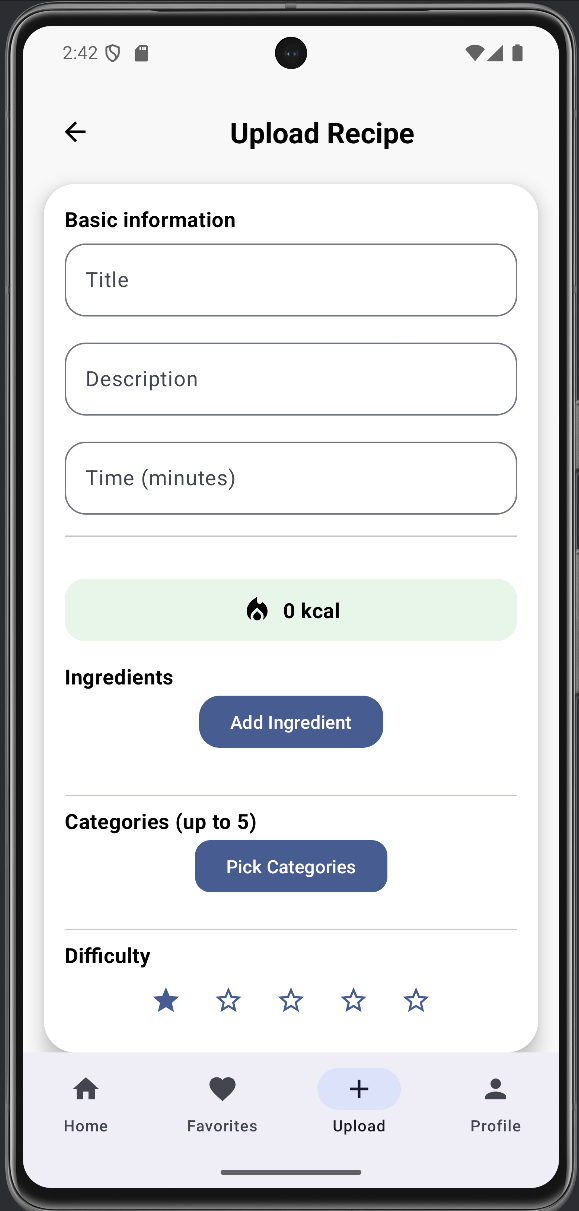 2:42
Upload Recipe
Basic information
Title
Description
Time (minutes)
0 kcal
Ingredients
Add Ingredient
Categories (up to 5)
Pick Categories
Difficulty
Home Favorites Upload Profile